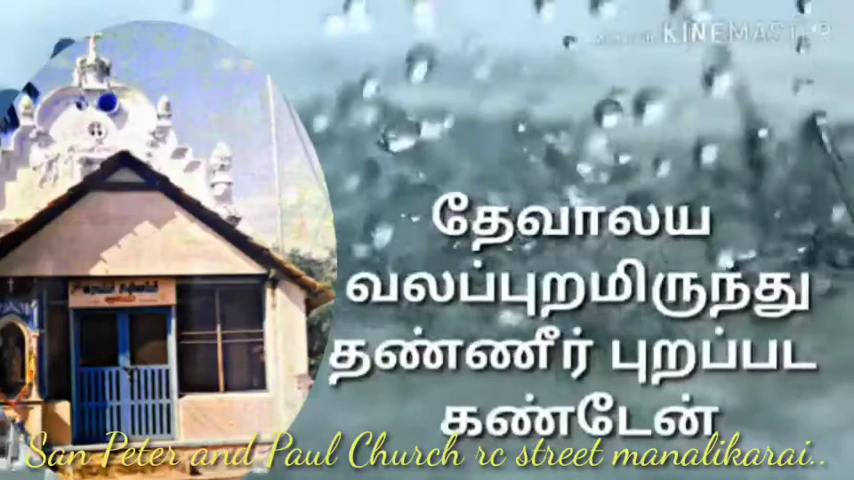 KINEMASTER
தேவாலய
வலப்புறமிருந்து
தண்ணீர் புறப்பட
கண்டேன்
San Peter and Paul Church rc street manalikarai..